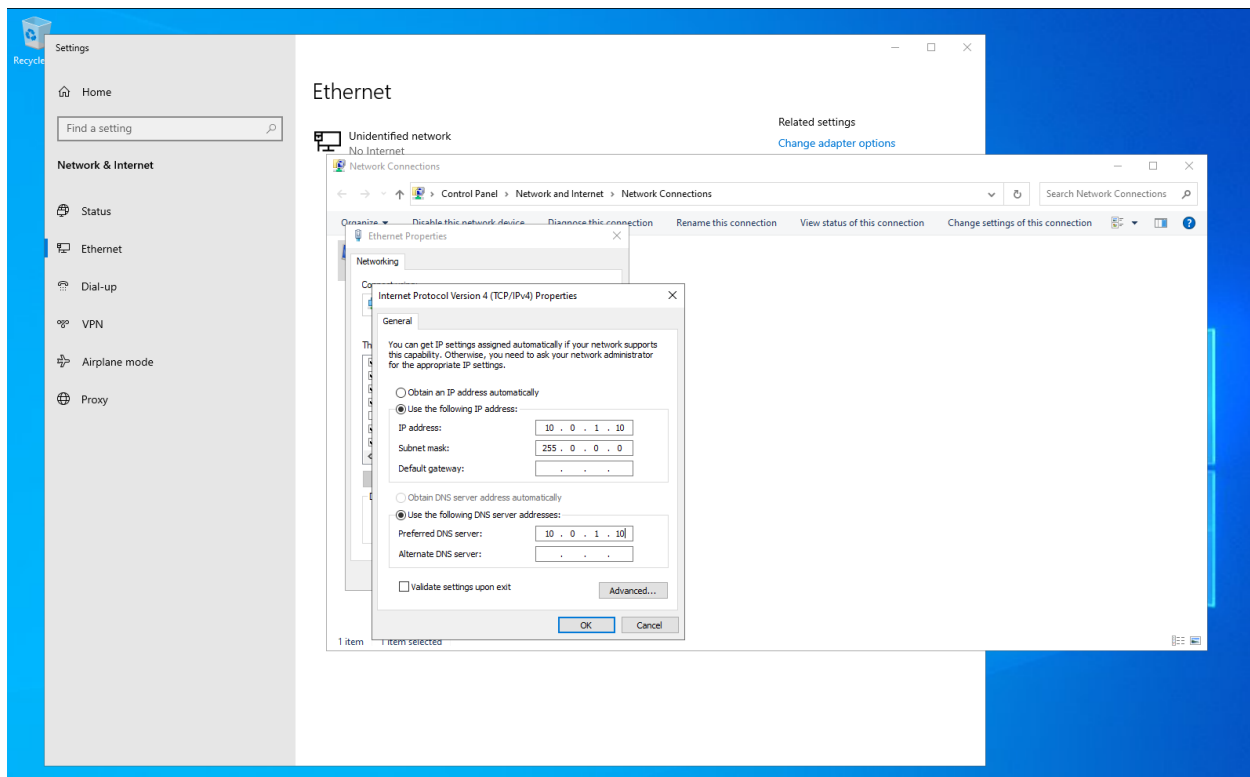 Recycle
Settings
Home
Find a setting
Network & Internet
Status
Ethernet
Dial-up
VPN
Airplane mode
Proxy
Ethernet
Unidentified network
No Internet
Related settings
Change adapter options
Network Connections
Control Panel › Network and Internet › Network Connections
Search Network Connections
Organize Disable this network device Diagnose this connection Rename this connection View status of this connection Change settings of this connection
Ethernet Properties
Networking
Internet Protocol Version 4 (TCP/IPv4) Properties
General
You can get IP settings assigned automatically if your network supports
this capability. Otherwise, you need to ask your network administrator
for the appropriate IP settings.
Obtain an IP address automatically
Use the following IP address:
IP address: 10 . 0 . 1 . 10
Subnet mask: 255 . 0 . 0 . 0
Default gateway: . . .
Obtain DNS server address automatically
Use the following DNS server addresses:
Preferred DNS server: 10 . 0 . 1 . 10
Alternate DNS server: . . .
Validate settings upon exit
Advanced...
OK Cancel
1 item 1 item selected